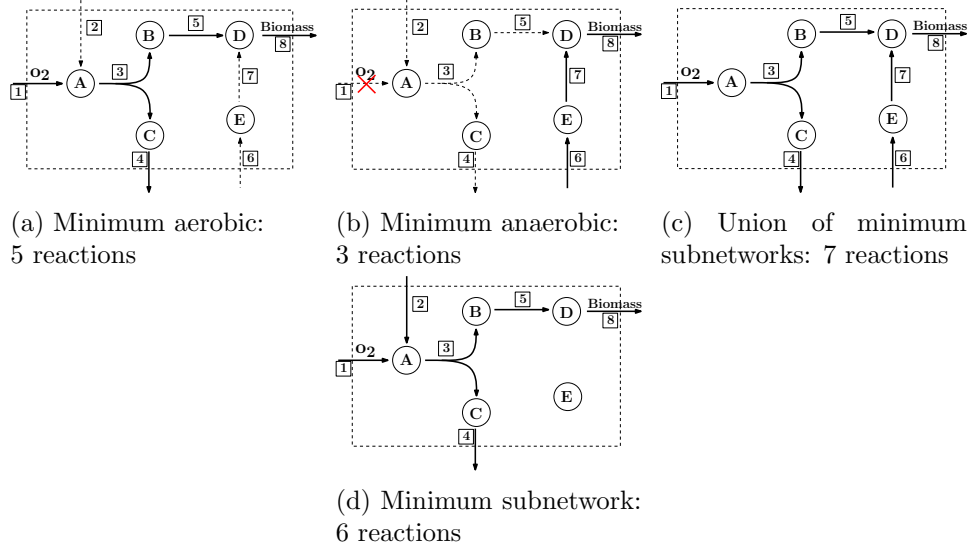 2
B
5
D
Biomass
8
O2
1
A
3
7
C
E
4
6
(a) Minimum aerobic:
5 reactions
2
B
5
D
Biomass
8
O2
1
A
3
7
C
E
4
6
(b) Minimum anaerobic:
3 reactions
B
5
D
Biomass
8
O2
1
A
3
7
C
E
4
6
(c) Union of minimum
subnetworks: 7 reactions
2
B
5
D
Biomass
8
O2
1
A
3
C
E
4
(d) Minimum subnetwork:
6 reactions